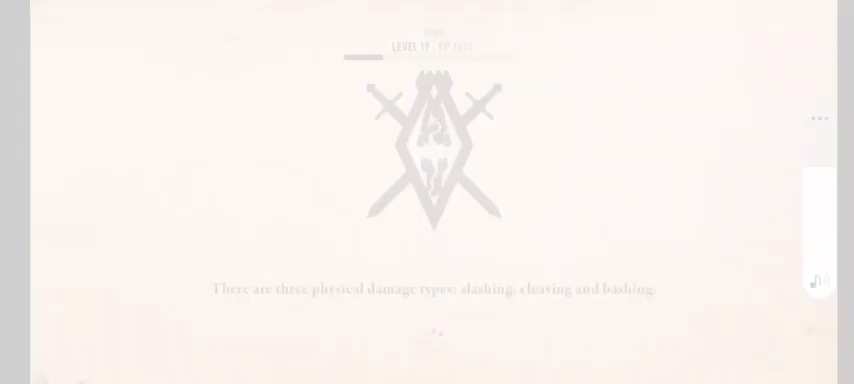 LEVEL 19
There are three physical damage types: slashing, cleaving and bashing.